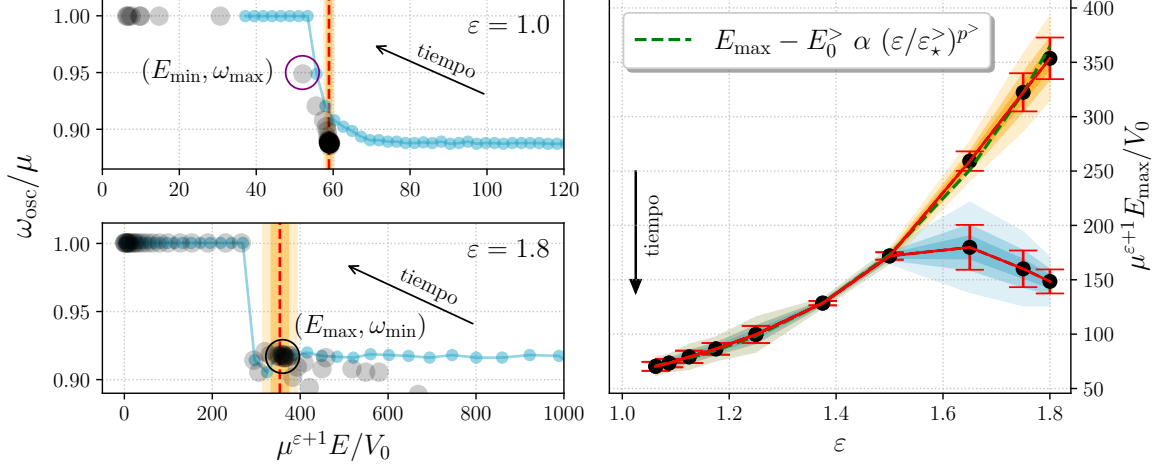 1.00
0.95
0.90
ε = 1.0
(E_min, ω_max)
tiempo
0 20 40 60 80 100 120
ω_osc/μ
1.00
0.95
0.90
ε = 1.8
tiempo
(E_max, ω_min)
0 200 400 600 800 1000
μ^{ε+1}E/V_0
E_max − E_0^> α (ε/ε_⋆^>)^{p^>}
tiempo
400
350
300
250
200
150
100
50
μ^{ε+1}E_max/V_0
1.0 1.2 1.4 1.6 1.8
ε